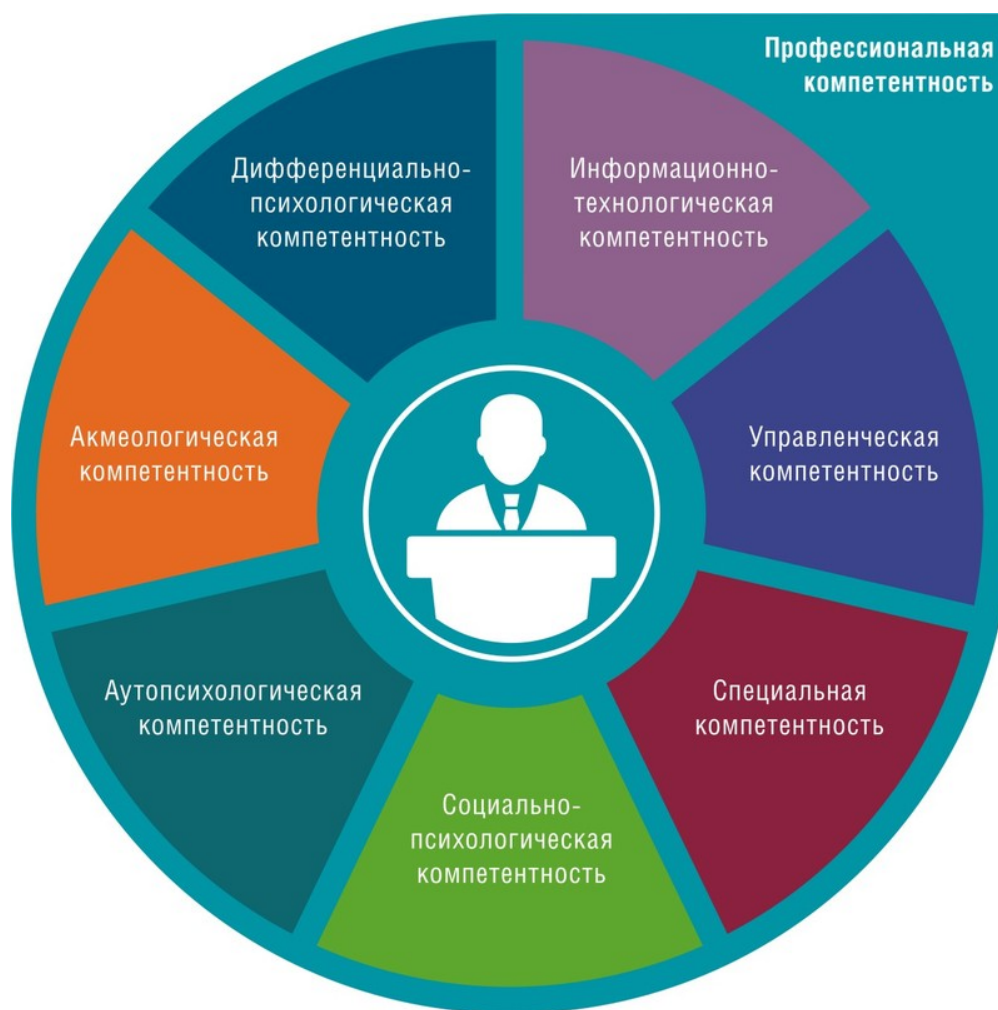 Профессиональная
компетентность
Дифференциально-
психологическая
компетентность
Информационно-
технологическая
компетентность
Акмеологическая
компетентность
Управленческая
компетентность
Аутопсихологическая
компетентность
Специальная
компетентность
Социально-
психологическая
компетентность